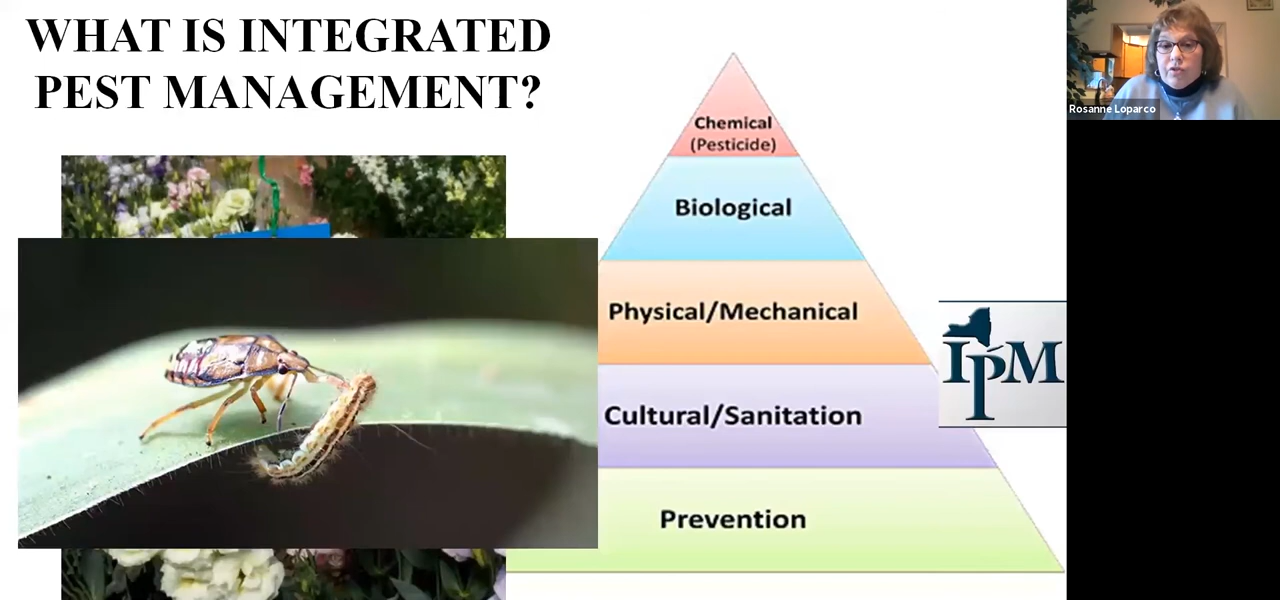 WHAT IS INTEGRATED
PEST MANAGEMENT?
Chemical
(Pesticide)
Biological
Physical/Mechanical
Cultural/Sanitation
Prevention
IPM
Rosanne Loparco